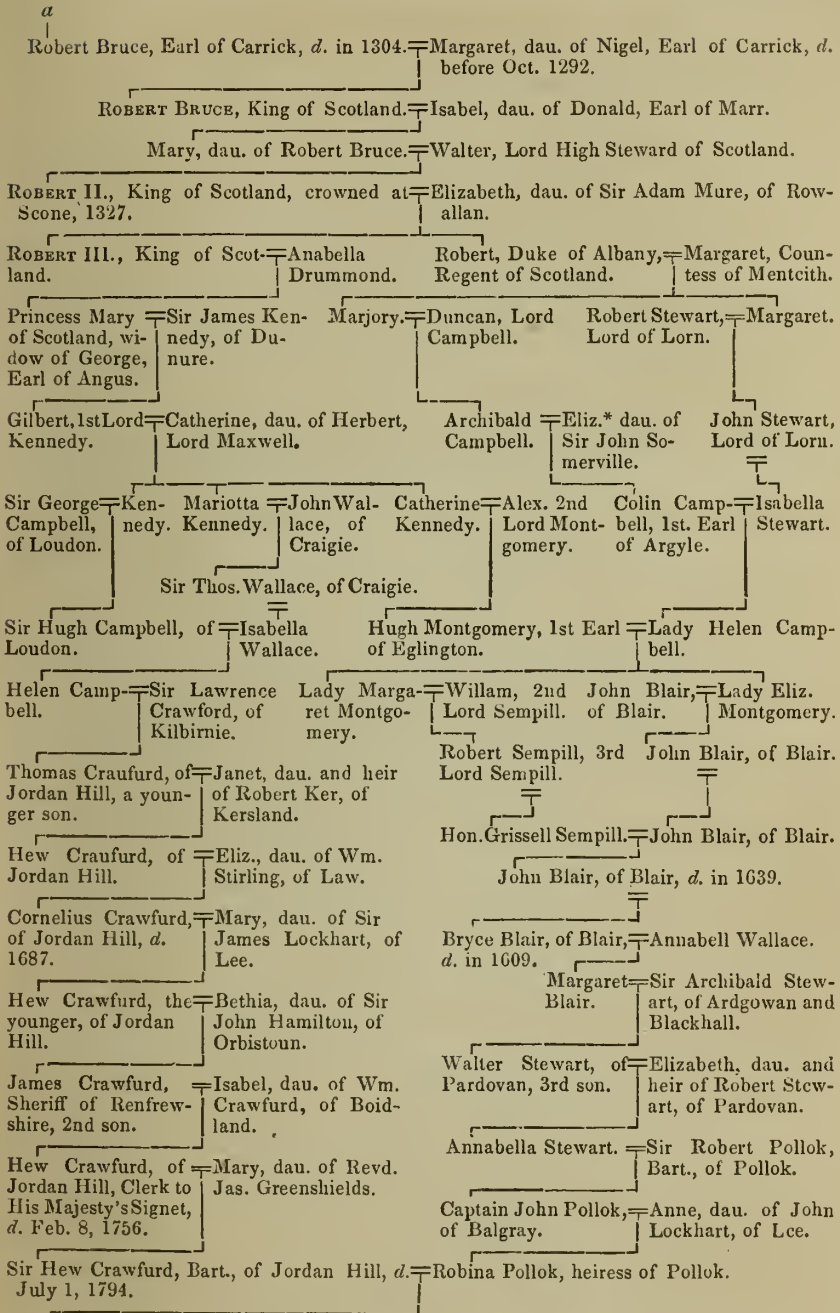 a
Robert Bruce, Earl of Carrick, d. in 1304.
Margaret, dau. of Nigel, Earl of Carrick, d.
before Oct. 1292.
ROBERT BRUCE, King of Scotland.
Isabel, dau. of Donald, Earl of Marr.
Mary, dau. of Robert Bruce.
Walter, Lord High Steward of Scotland.
ROBERT II., King of Scotland, crowned at
Scone, 1327.
Elizabeth, dau. of Sir Adam Mure, of Row-
allan.
ROBERT III., King of Scot-
land.
Anabella
Drummond.
Robert, Duke of Albany,
Regent of Scotland.
Margaret, Coun-
tess of Mentcith.
Princess Mary
of Scotland, wi-
dow of George,
Earl of Angus.
Sir James Ken-
nedy, of Du-
nure.
Marjory.
Duncan, Lord
Campbell.
Robert Stewart,
Lord of Lorn.
Margaret.
Gilbert, 1st Lord
Kennedy.
Catherine, dau. of Herbert,
Lord Maxwell.
Archibald
Campbell.
Eliz.* dau. of
Sir John So-
merville.
John Stewart,
Lord of Lorn.
Sir George
Campbell,
of Loudon.
Ken-
nedy.
Mariotta
Kennedy.
John Wal-
lace, of
Craigie.
Catherine
Kennedy.
Alex. 2nd
Lord Mont-
gomery.
Colin Camp-
bell, 1st. Earl
of Argyle.
Isabella
Stewart.
Sir Thos. Wallace, of Craigie.
Sir Hugh Campbell, of
Loudon.
Isabella
Wallace.
Hugh Montgomery, 1st Earl
of Eglington.
Lady Helen Camp-
bell.
Helen Camp-
bell.
Sir Lawrence
Crawford, of
Kilbirnie.
Lady Marga-
ret Montgo-
mery.
Willam, 2nd
Lord Sempill.
John Blair,
of Blair.
Lady Eliz.
Montgomery.
Robert Sempill, 3rd
Lord Sempill.
John Blair, of Blair.
Thomas Craufurd, of
Jordan Hill, a youn-
ger son.
Janet, dau. and heir
of Robert Ker, of
Kersland.
Hon. Grissell Sempill.
John Blair, of Blair.
Hew Craufurd, of
Jordan Hill.
Eliz., dau. of Wm.
Stirling, of Law.
John Blair, of Blair, d. in 1639.
Cornelius Crawfurd,
of Jordan Hill, d.
1687.
Mary, dau. of Sir
James Lockhart, of
Lee.
Bryce Blair, of Blair,
d. in 1609.
Annabell Wallace.
Margaret
Blair.
Sir Archibald Stew-
art, of Ardgowan and
Blackhall.
Hew Crawfurd, the
younger, of Jordan
Hill.
Bethia, dau. of Sir
John Hamilton, of
Orbistoun.
Walter Stewart, of
Pardovan, 3rd son.
Elizabeth, dau. and
heir of Robert Stew-
art, of Pardovan.
James Crawfurd,
Sheriff of Renfrew-
shire, 2nd son.
Isabel, dau. of Wm.
Crawfurd, of Boid-
land.
Annabella Stewart.
Sir Robert Pollok,
Bart., of Pollok.
Hew Crawfurd, of
Jordan Hill, Clerk to
His Majesty's Signet,
d. Feb. 8, 1756.
Mary, dau. of Revd.
Jas. Greenshields.
Captain John Pollok,
of Balgray.
Anne, dau. of John
Lockhart, of Lee.
Sir Hew Crawfurd, Bart., of Jordan Hill, d.
July 1, 1794.
Robina Pollok, heiress of Pollok.